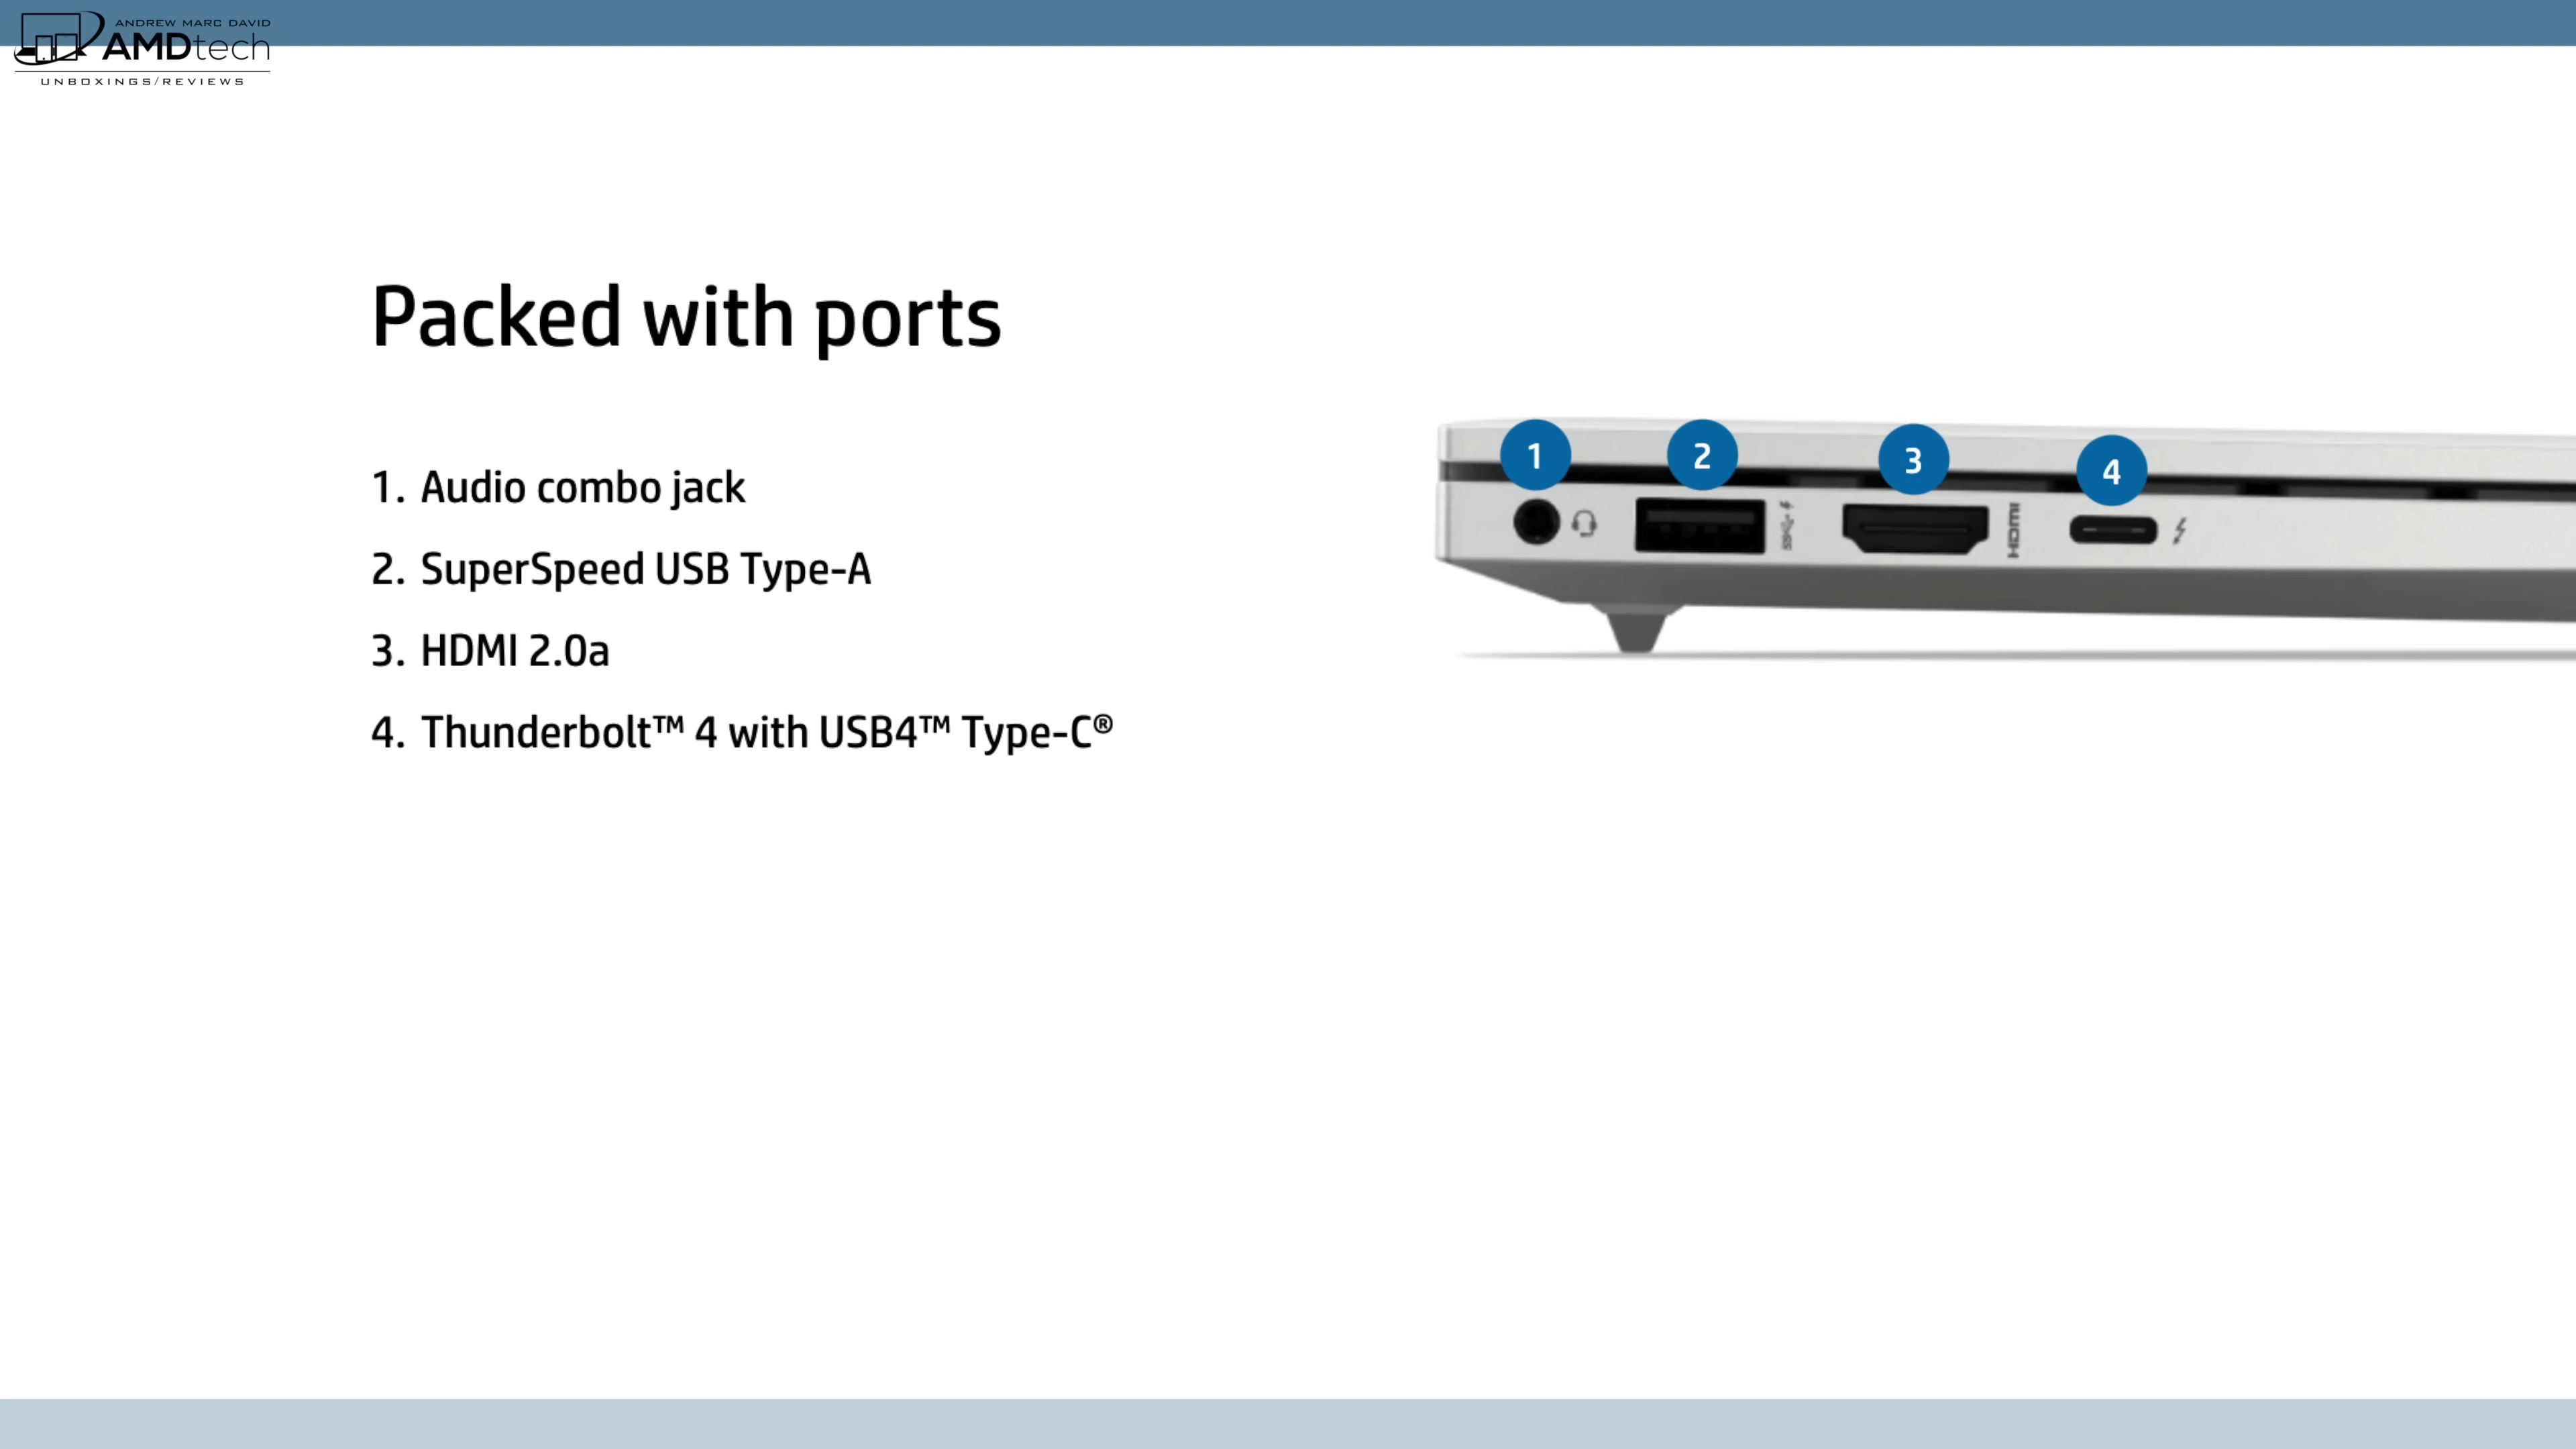 ANDREW MARC DAVID
AMDtech
UNBOXINGS/REVIEWS
Packed with ports
1. Audio combo jack
2. SuperSpeed USB Type-A
3. HDMI 2.0a
4. Thunderbolt™ 4 with USB4™ Type-C®
1
2
3
4
SS
HDMI